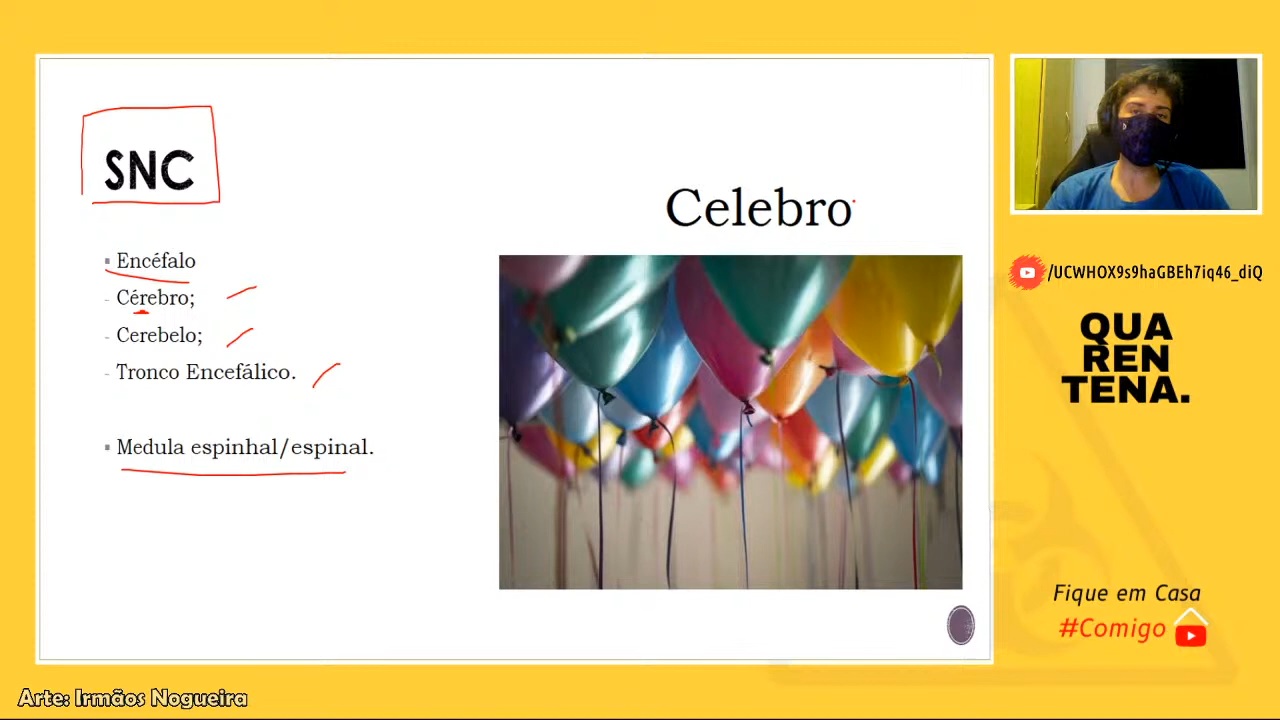 SNC
Encéfalo
- Cérebro;
- Cerebelo;
- Tronco Encefálico.
Medula espinhal/espinal.
Celebro
/UCWHOX9s9haGBEh7iq46_diQ
QUA
REN
TENA.
Fique em Casa
#Comigo
Arte: Irmãos Nogueira